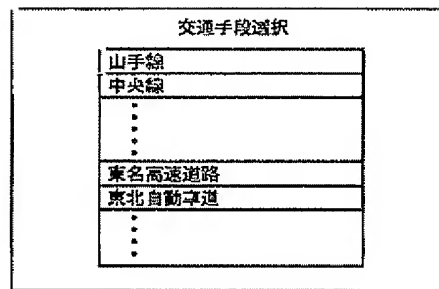 交通手段選択
山手線
中央線
東名高速道路
東北自動車道